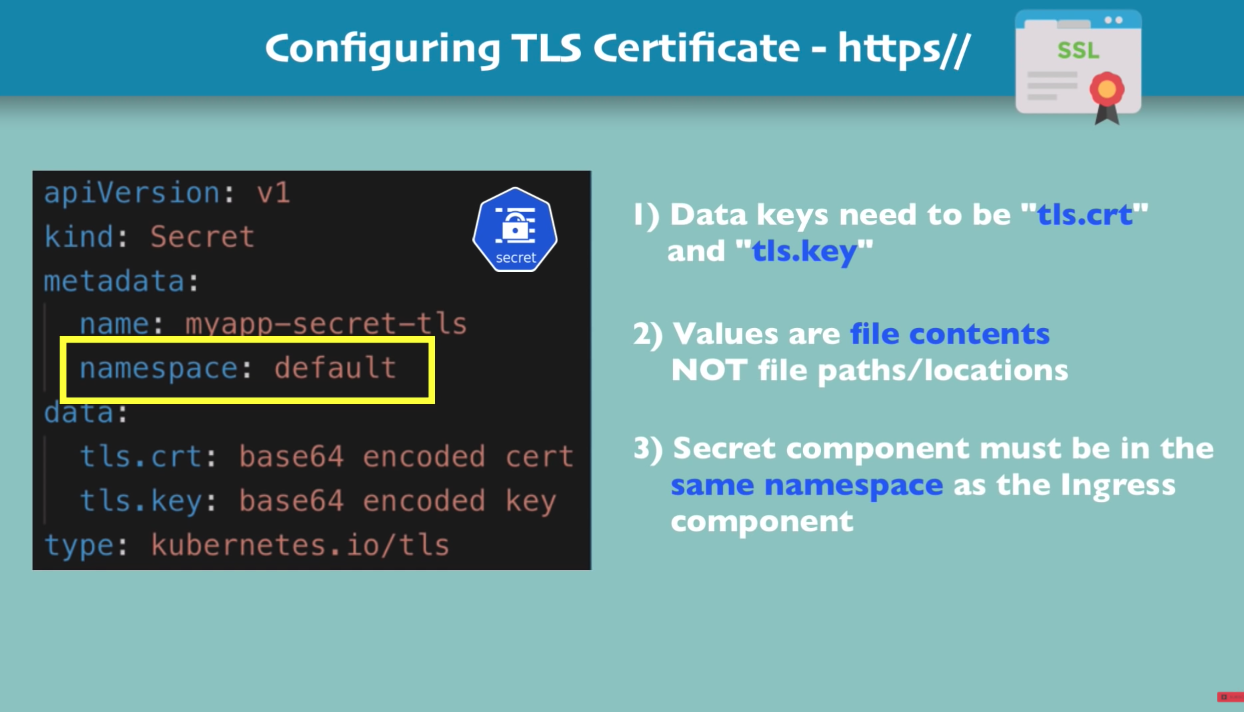 Configuring TLS Certificate - https//
SSL
apiVersion: v1
kind: Secret
metadata:
name: myapp-secret-tls
namespace: default
data:
tls.crt: base64 encoded cert
tls.key: base64 encoded key
type: kubernetes.io/tls
secret
1) Data keys need to be "tls.crt"
and "tls.key"
2) Values are file contents
NOT file paths/locations
3) Secret component must be in the
same namespace as the Ingress
component